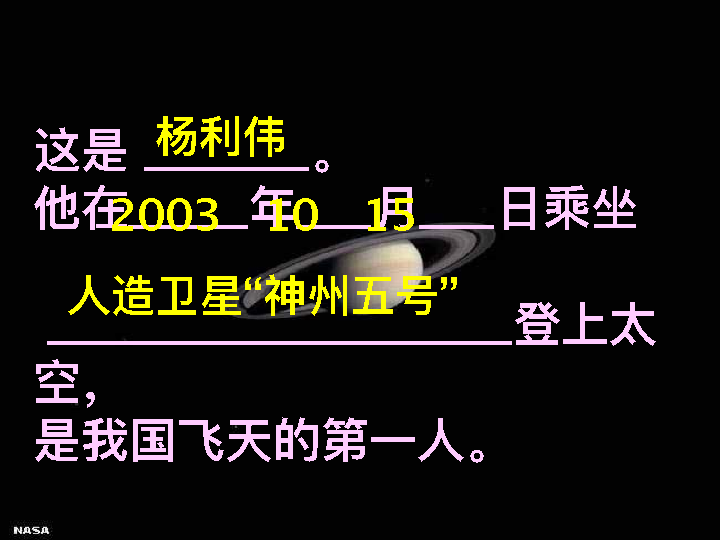 这是 杨利伟 。
他在 2003 年 10 月 15 日乘坐
人造卫星“神州五号” 登上太
空，
是我国飞天的第一人。
NASA